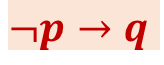 ¬p → q